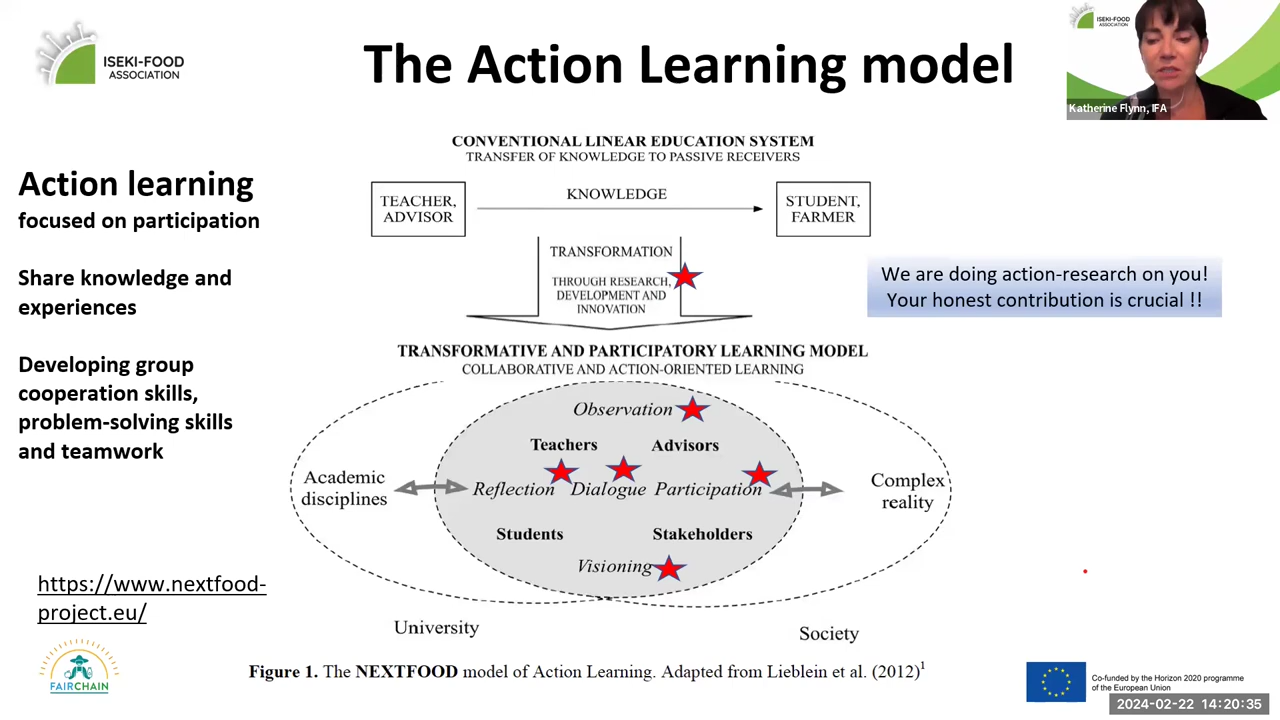 ISEKI-FOOD
ASSOCIATION
The Action Learning model
ISEKI-FOOD
ASSOCIATION
Katherine Flynn, IFA
Action learning
focused on participation
Share knowledge and
experiences
Developing group
cooperation skills,
problem-solving skills
and teamwork
https://www.nextfood-
project.eu/
FAIRCHAIN
CONVENTIONAL LINEAR EDUCATION SYSTEM
TRANSFER OF KNOWLEDGE TO PASSIVE RECEIVERS
TEACHER,
ADVISOR
KNOWLEDGE
STUDENT,
FARMER
TRANSFORMATION
THROUGH RESEARCH,
DEVELOPMENT AND
INNOVATION
We are doing action-research on you!
Your honest contribution is crucial !!
TRANSFORMATIVE AND PARTICIPATORY LEARNING MODEL
COLLABORATIVE AND ACTION-ORIENTED LEARNING
Observation
Teachers Advisors
Academic
disciplines
Reflection Dialogue Participation
Complex
reality
Students Stakeholders
Visioning
University
Society
Figure 1. The NEXTFOOD model of Action Learning. Adapted from Lieblein et al. (2012)1
Co-funded by the Horizon 2020 programme
of the European Union
2024-02-22 14:20:35